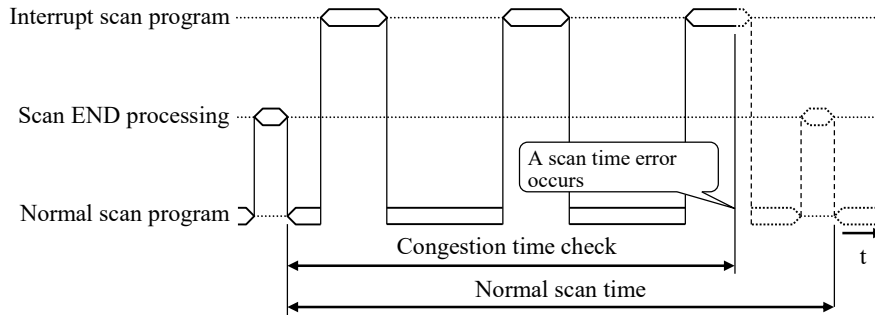 Interrupt scan program
Scan END processing
A scan time error
occurs
Normal scan program
Congestion time check
t
Normal scan time